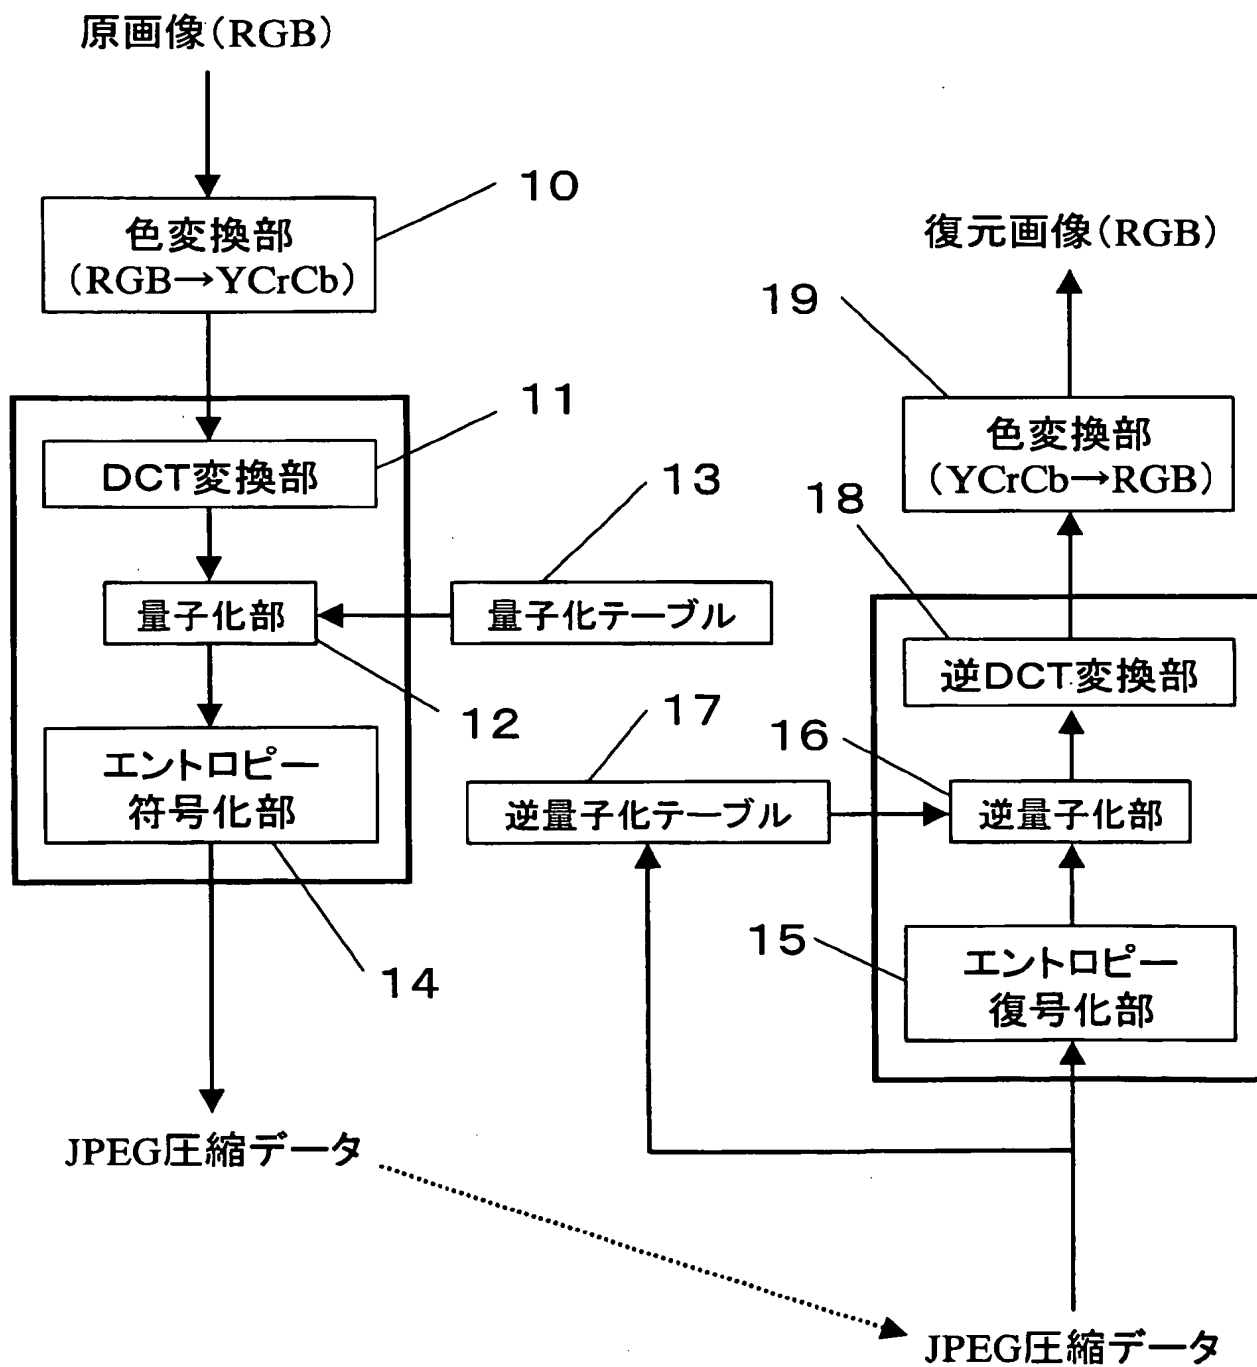 原画像(RGB)
10
色変換部
(RGB→YCrCb)
11
DCT変換部
13
量子化部
量子化テーブル
12
エントロピー
符号化部
14
JPEG圧縮データ
復元画像(RGB)
19
色変換部
(YCrCb→RGB)
18
逆DCT変換部
17
16
逆量子化テーブル
逆量子化部
15
エントロピー
復号化部
JPEG圧縮データ